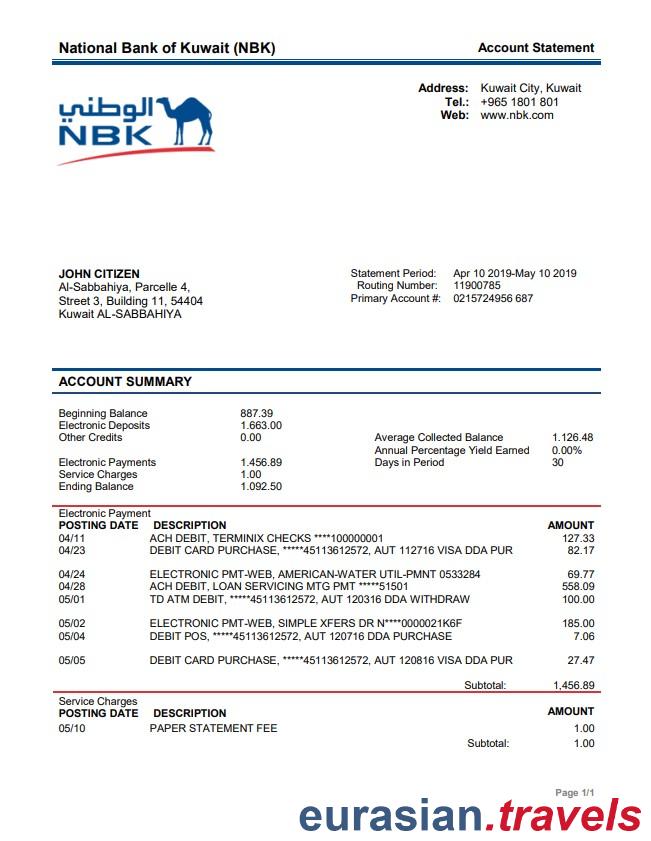 National Bank of Kuwait (NBK)
Account Statement
Address: Kuwait City, Kuwait
Tel.: +965 1801 801
Web: www.nbk.com
الوطني
NBK
JOHN CITIZEN
Al-Sabbahiya, Parcelle 4,
Street 3, Building 11, 54404
Kuwait AL-SABBAHIYA
Statement Period: Apr 10 2019-May 10 2019
Routing Number: 11900785
Primary Account #: 0215724956 687
ACCOUNT SUMMARY
Beginning Balance 887.39
Electronic Deposits 1.663.00
Other Credits 0.00
Electronic Payments 1.456.89
Service Charges 1.00
Ending Balance 1.092.50
Average Collected Balance 1.126.48
Annual Percentage Yield Earned 0.00%
Days in Period 30
Electronic Payment
POSTING DATE DESCRIPTION AMOUNT
04/11 ACH DEBIT, TERMINIX CHECKS ****100000001 127.33
04/23 DEBIT CARD PURCHASE, *****45113612572, AUT 112716 VISA DDA PUR 82.17
04/24 ELECTRONIC PMT-WEB, AMERICAN-WATER UTIL-PMNT 0533284 69.77
04/28 ACH DEBIT, LOAN SERVICING MTG PMT *****51501 558.09
05/01 TD ATM DEBIT, *****45113612572, AUT 120316 DDA WITHDRAW 100.00
05/02 ELECTRONIC PMT-WEB, SIMPLE XFERS DR N****0000021K6F 185.00
05/04 DEBIT POS, *****45113612572, AUT 120716 DDA PURCHASE 7.06
05/05 DEBIT CARD PURCHASE, *****45113612572, AUT 120816 VISA DDA PUR 27.47
Subtotal: 1,456.89
Service Charges
POSTING DATE DESCRIPTION AMOUNT
05/10 PAPER STATEMENT FEE 1.00
Subtotal: 1.00
Page 1/1
eurasian.travels